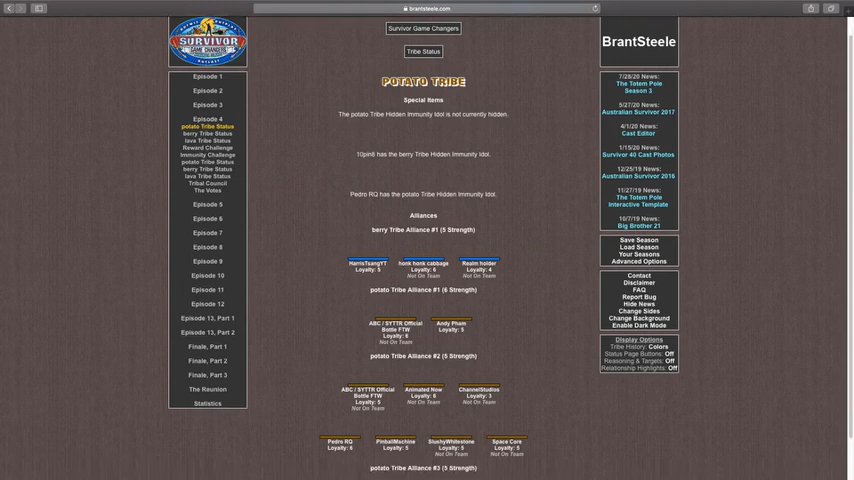 brantsteele.com
SURVIVOR
GAME CHANGERS
Episode 1
Episode 2
Episode 3
Episode 4
potato Tribe Status
berry Tribe Status
lava Tribe Status
Reward Challenge
Immunity Challenge
potato Tribe Status
berry Tribe Status
lava Tribe Status
Tribal Council
The Votes
Episode 5
Episode 6
Episode 7
Episode 8
Episode 9
Episode 10
Episode 11
Episode 12
Episode 13, Part 1
Episode 13, Part 2
Finale, Part 1
Finale, Part 2
Finale, Part 3
The Reunion
Statistics
Survivor Game Changers
Tribe Status
POTATO TRIBE
Special Items
The potato Tribe Hidden Immunity Idol is not currently hidden.
10pin6 has the berry Tribe Hidden Immunity Idol.
Pedro RQ has the potato Tribe Hidden Immunity Idol.
Alliances
berry Tribe Alliance #1 (5 Strength)
HarrisTsangYT honk honk cabbage Realm holder
Loyalty: 5 Loyalty: 6 Loyalty: 4
Not On Team Not On Team
potato Tribe Alliance #1 (6 Strength)
ABC / SYTTR Official Andy Pham
Bottle FTW Loyalty: 5
Loyalty: 6
Not On Team
potato Tribe Alliance #2 (5 Strength)
ABC / SYTTR Official Animated Now ChannelStudios
Bottle FTW Loyalty: 6 Loyalty: 3
Loyalty: 5 Not On Team Not On Team
Not On Team
Pedro RQ PinballMachine SlushyWhitestone Space Core
Loyalty: 6 Loyalty: 5 Loyalty: 5 Loyalty: 5
Not On Team Not On Team
potato Tribe Alliance #3 (5 Strength)
BrantSteele
7/28/20 News:
The Totem Pole
Season 3
5/27/20 News:
Australian Survivor 2017
4/1/20 News:
Cast Editor
1/15/20 News:
Survivor 40 Cast Photos
12/25/19 News:
Australian Survivor 2016
11/27/19 News:
The Totem Pole
Interactive Template
10/7/19 News:
Big Brother 21
Save Season
Load Season
Your Seasons
Advanced Options
Contact
Disclaimer
FAQ
Report Bug
Hide News
Change Sides
Change Background
Enable Dark Mode
Display Options
Tribe History: Colors
Status Page Buttons: Off
Reasoning & Targets: Off
Relationship Highlights: Off